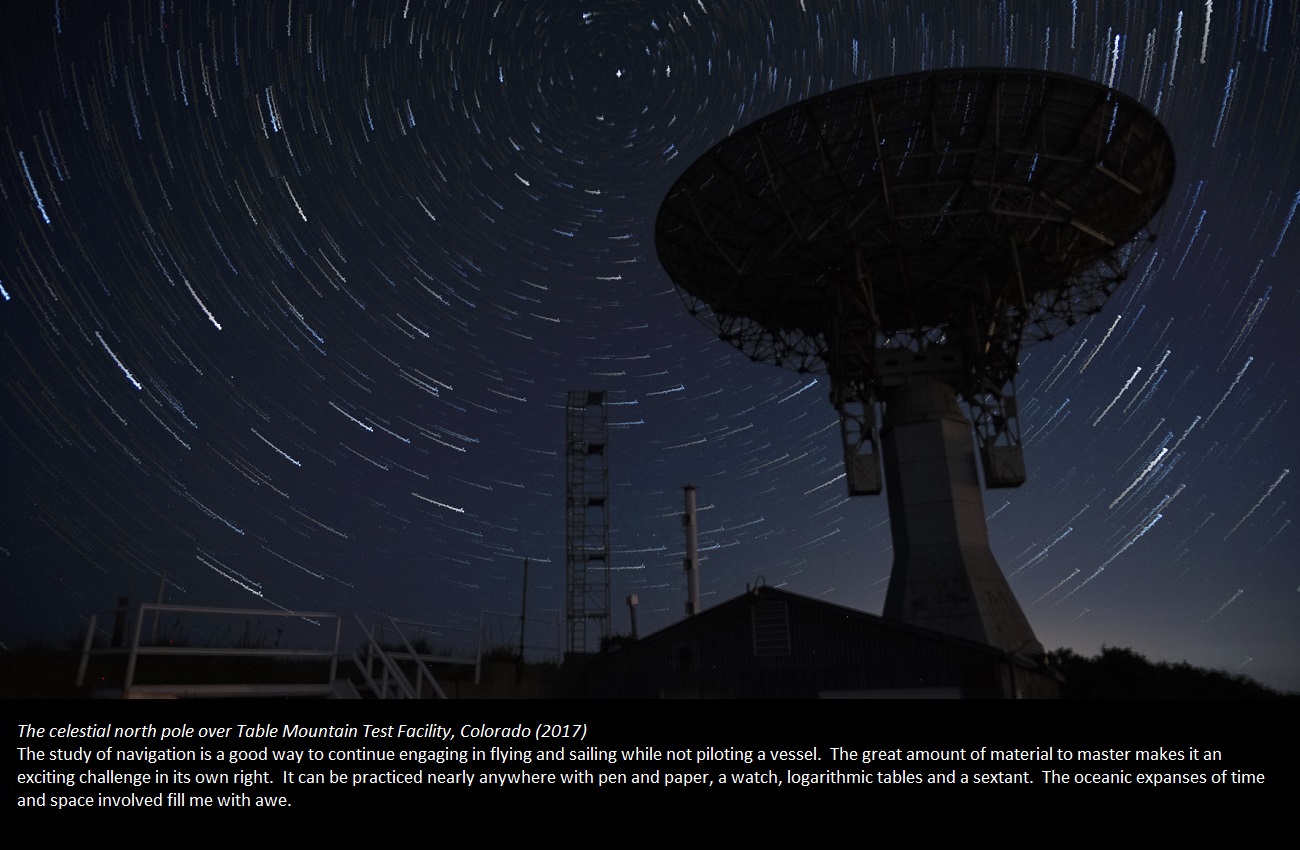 The celestial north pole over Table Mountain Test Facility, Colorado (2017)
The study of navigation is a good way to continue engaging in flying and sailing while not piloting a vessel.  The great amount of material to master makes it an
exciting challenge in its own right.  It can be practiced nearly anywhere with pen and paper, a watch, logarithmic tables and a sextant.  The oceanic expanses of time
and space involved fill me with awe.